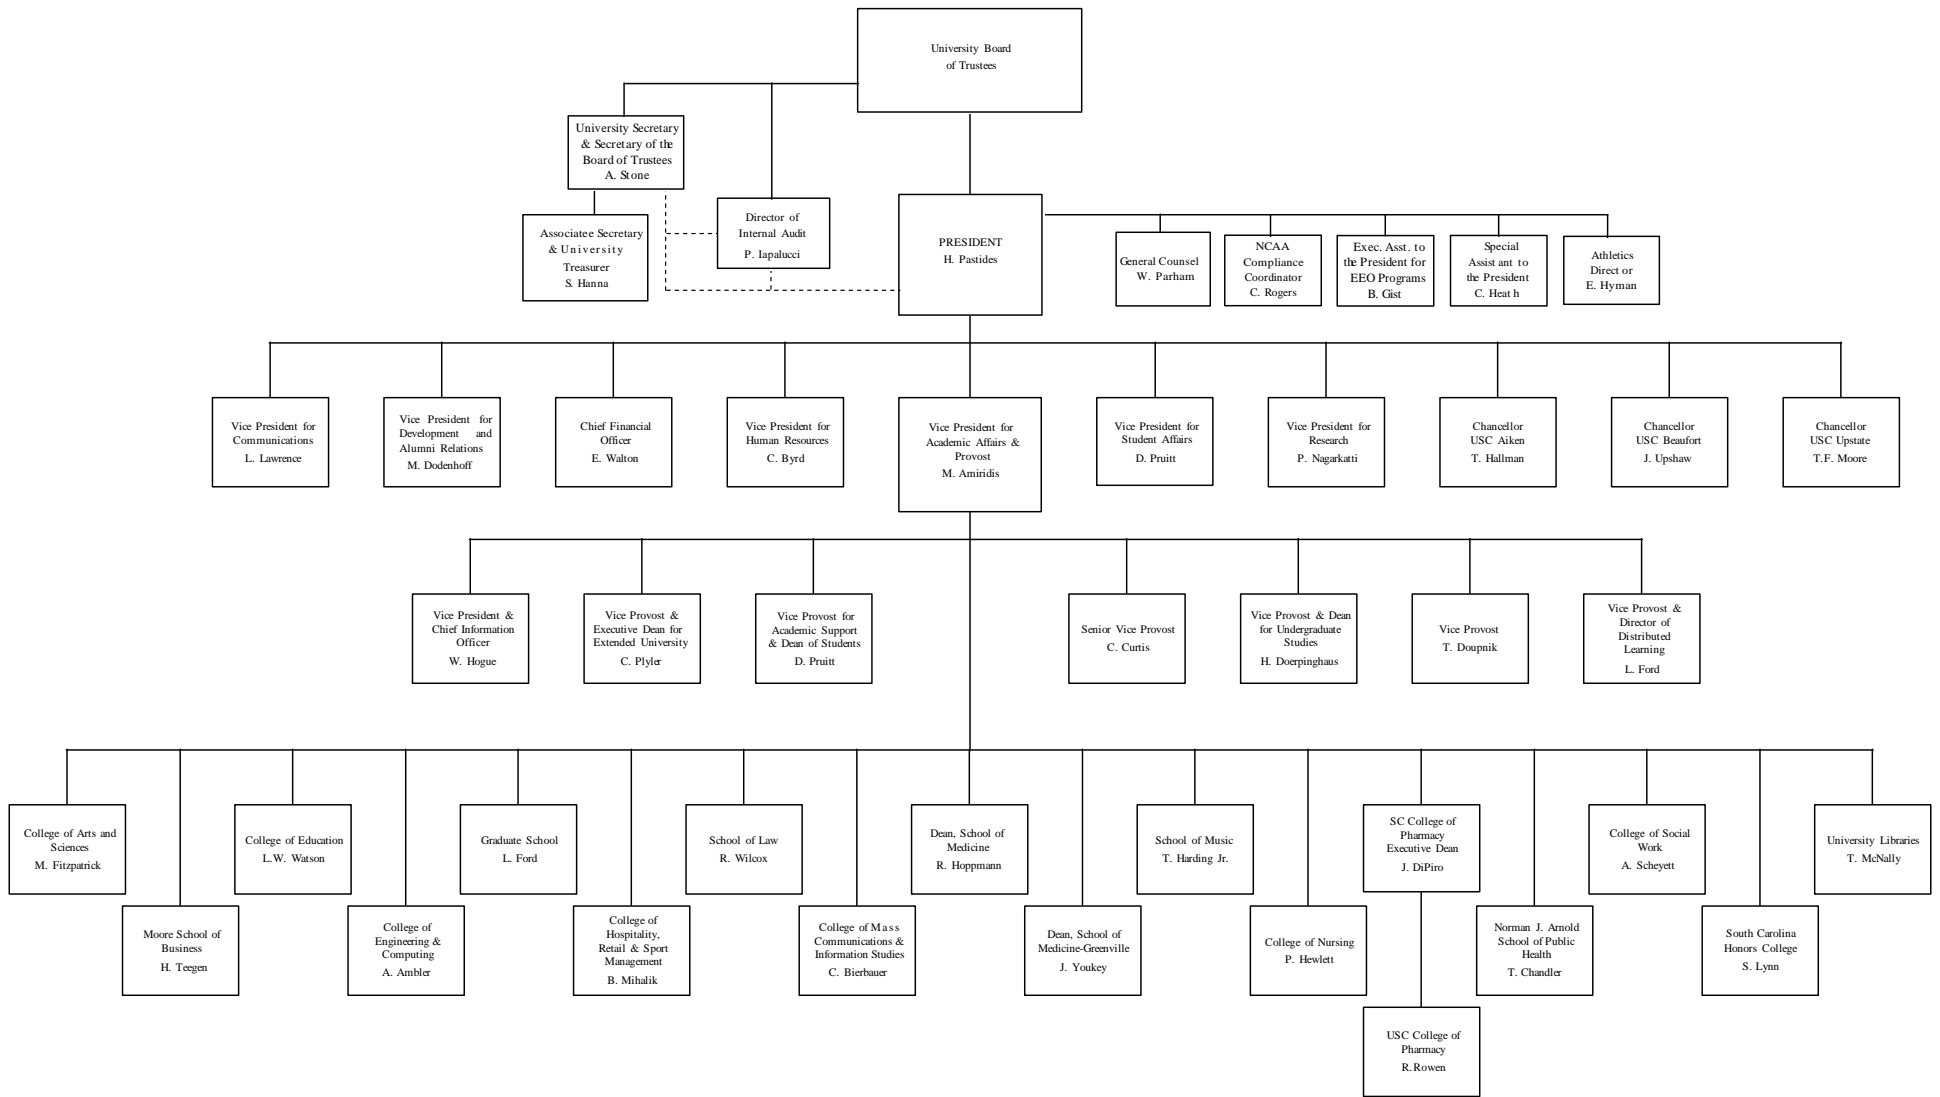 University Board
of Trustees
University Secretary
& Secretary of the
Board of Trustees
A. Stone
Associatee Secretary
& University
Treasurer
S. Hanna
Director of
Internal Audit
P. Iapalucci
PRESIDENT
H. Pastides
General Counsel
W. Parham
NCAA
Compliance
Coordinator
C. Rogers
Exec. Asst. to
the President for
EEO Programs
B. Gist
Special
Assistant to
the President
C. Heath
Athletics
Director
E. Hyman
Vice President for
Communications
L. Lawrence
Vice President for
Development and
Alumni Relations
M. Dodenhoff
Chief Financial
Officer
E. Walton
Vice President for
Human Resources
C. Byrd
Vice President for
Academic Affairs &
Provost
M. Amiridis
Vice President for
Student Affairs
D. Pruitt
Vice President for
Research
P. Nagarkatti
Chancellor
USC Aiken
T. Hallman
Chancellor
USC Beaufort
J. Upshaw
Chancellor
USC Upstate
T.F. Moore
Vice President &
Chief Information
Officer
W. Hogue
Vice Provost &
Executive Dean for
Extended University
C. Plyler
Vice Provost for
Academic Support
& Dean of Students
D. Pruitt
Senior Vice Provost
C. Curtis
Vice Provost & Dean
for Undergraduate
Studies
H. Doerpinghaus
Vice Provost
T. Doupnik
Vice Provost &
Director of
Distributed
Learning
L. Ford
College of Arts and
Sciences
M. Fitzpatrick
College of Education
L.W. Watson
Graduate School
L. Ford
School of Law
R. Wilcox
Dean, School of
Medicine
R. Hoppmann
School of Music
T. Harding Jr.
SC College of
Pharmacy
Executive Dean
J. DiPiro
College of Social
Work
A. Scheyett
University Libraries
T. McNally
Moore School of
Business
H. Teegen
College of
Engineering &
Computing
A. Ambler
College of
Hospitality,
Retail & Sport
Management
B. Mihalik
College of Mass
Communications &
Information Studies
C. Bierbauer
Dean, School of
Medicine-Greenville
J. Youkey
College of Nursing
P. Hewlett
Norman J. Arnold
School of Public
Health
T. Chandler
South Carolina
Honors College
S. Lynn
USC College of
Pharmacy
R.Rowen